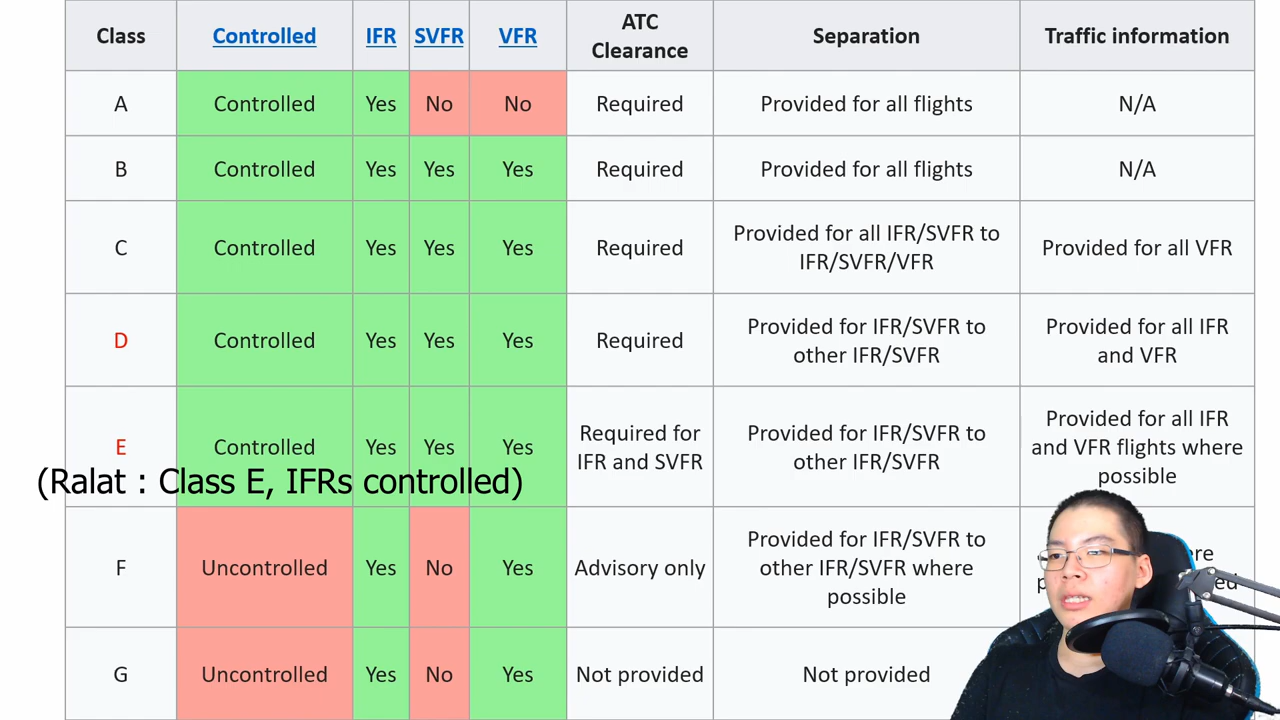 Class Controlled IFR SVFR VFR ATC Clearance Separation Traffic information
A Controlled Yes No No Required Provided for all flights N/A
B Controlled Yes Yes Yes Required Provided for all flights N/A
C Controlled Yes Yes Yes Required Provided for all IFR/SVFR to IFR/SVFR/VFR Provided for all VFR
D Controlled Yes Yes Yes Required Provided for IFR/SVFR to other IFR/SVFR Provided for all IFR and VFR
E Controlled Yes Yes Yes Required for IFR and SVFR Provided for IFR/SVFR to other IFR/SVFR Provided for all IFR and VFR flights where possible
(Ralat : Class E, IFRs controlled)
F Uncontrolled Yes No Yes Advisory only Provided for IFR/SVFR to other IFR/SVFR where possible
G Uncontrolled Yes No Yes Not provided Not provided